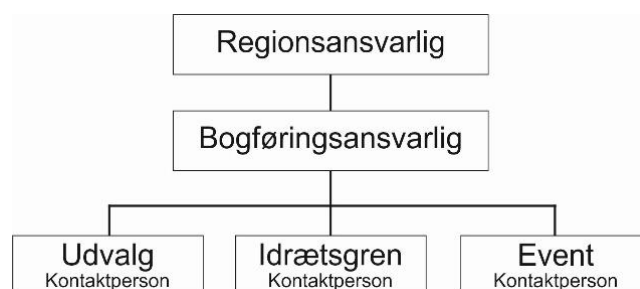 Regionsansvarlig
Bogføringsansvarlig
Udvalg
Kontaktperson
Idrætsgren
Kontaktperson
Event
Kontaktperson